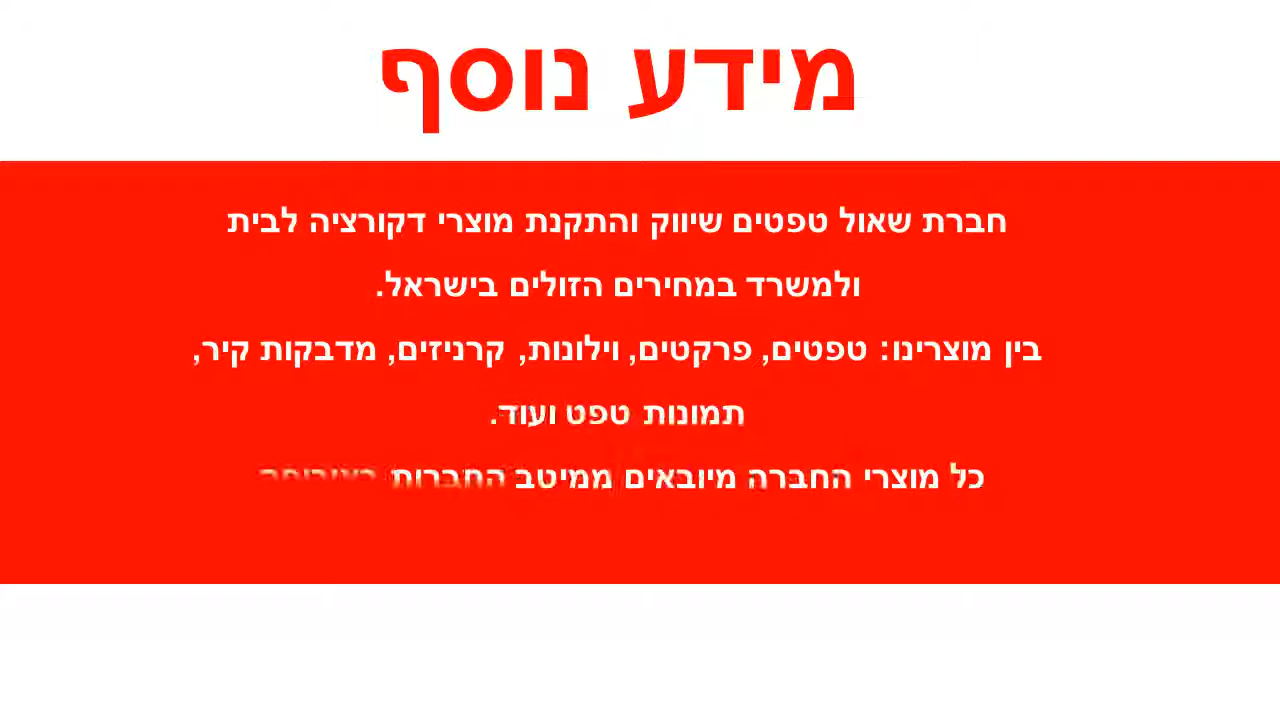 מידע נוסף
חברת שאול טפטים שיווק והתקנת מוצרי דקורציה לבית
ולמשרד במחירים הזולים בישראל.
בין מוצרינו: טפטים, פרקטים, וילונות, קרניזים, מדבקות קיר,
תמונות טפט ועוד.
כל מוצרי החברה מיובאים ממיטב החברות